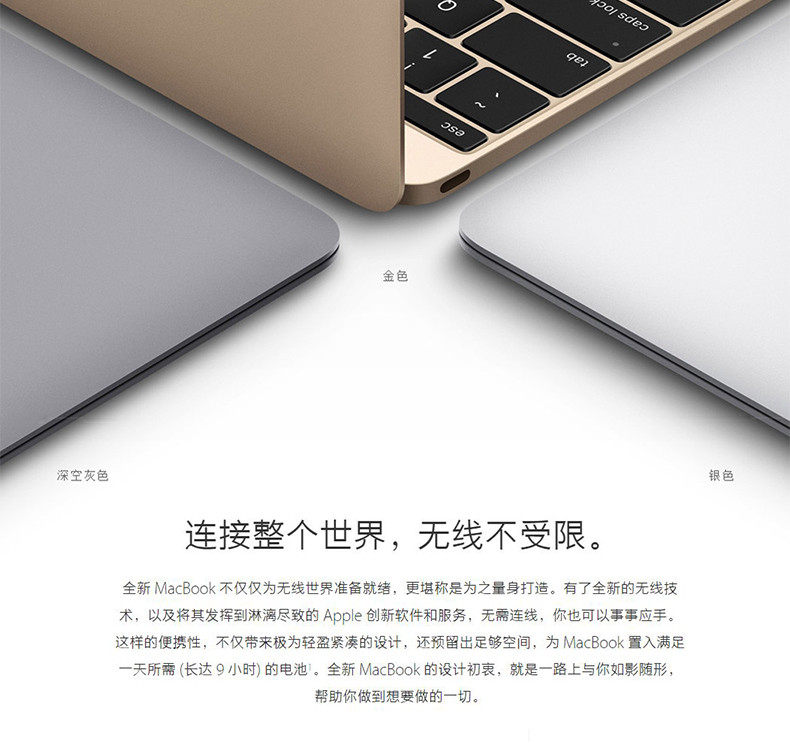 Q
caps lock
! 1
tab
~ `
esc
金色
深空灰色
银色
连接整个世界，无线不受限。
全新 MacBook 不仅仅为无线世界准备就绪，更堪称是为之量身打造。有了全新的无线技
术，以及将其发挥到淋漓尽致的 Apple 创新软件和服务，无需连线，你也可以事事应手。
这样的便携性，不仅带来极为轻盈紧凑的设计，还预留出足够空间，为 MacBook 置入满足
一天所需 (长达 9 小时) 的电池¹。全新 MacBook 的设计初衷，就是一路上与你如影随形，
帮助你做到想要做的一切。